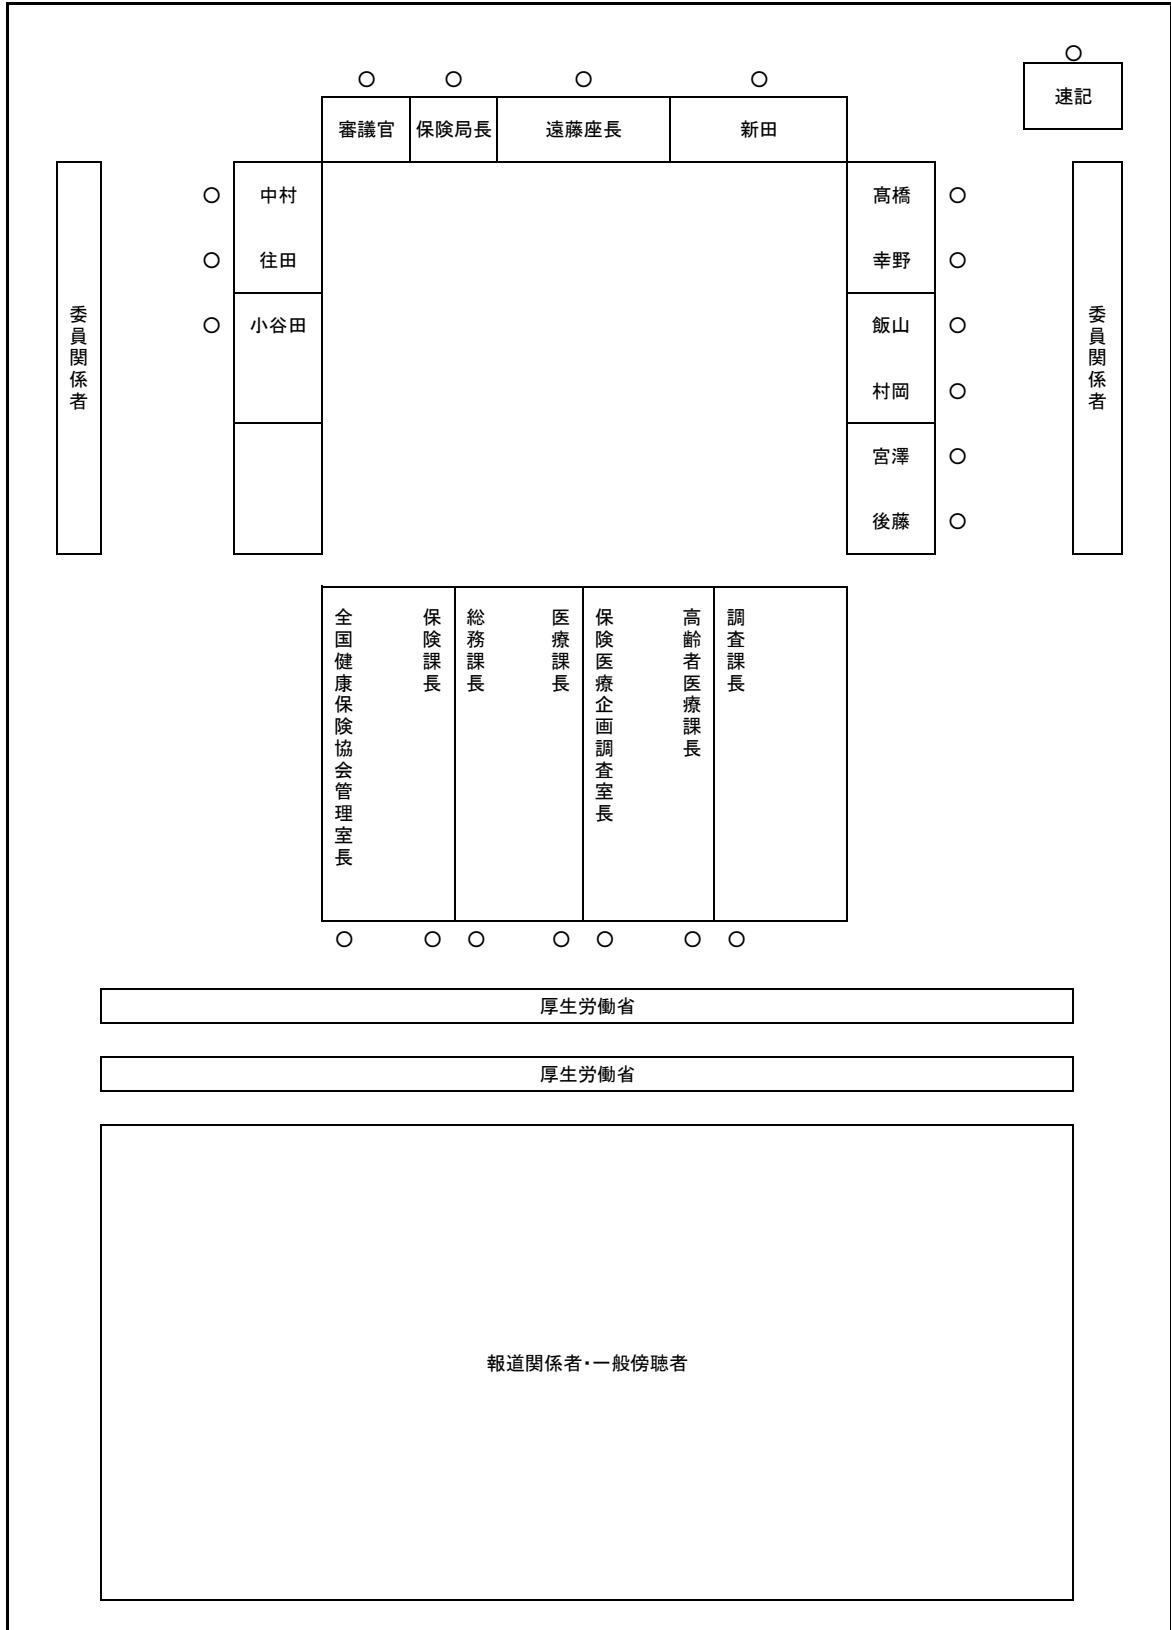 速記
審議官
保険局長
遠藤座長
新田
中村
往田
小谷田
髙橋
幸野
飯山
村岡
宮澤
後藤
委員関係者
委員関係者
全国健康保険協会管理室長
保険課長
総務課長
医療課長
保険医療企画調査室長
高齢者医療課長
調査課長
厚生労働省
厚生労働省
報道関係者・一般傍聴者